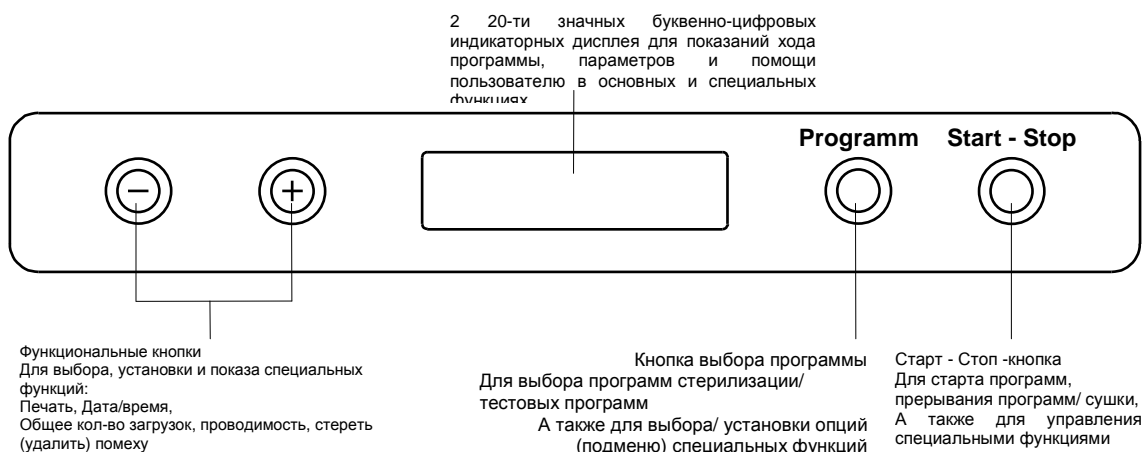 2 20-ти значных буквенно-цифровых
индикаторных дисплея для показаний хода
программы, параметров и помощи
пользователю в основных и специальных
функциях
Programm Start - Stop
− +
Функциональные кнопки
Для выбора, установки и показа специальных
функций:
Печать, Дата/время,
Общее кол-во загрузок, проводимость, стереть
(удалить) помеху
Кнопка выбора программы
Для выбора программ стерилизации/
тестовых программ
А также для выбора/ установки опций
(подменю) специальных функций
Старт - Стоп -кнопка
Для старта программ,
прерывания программ/ сушки,
А также для управления
специальными функциями